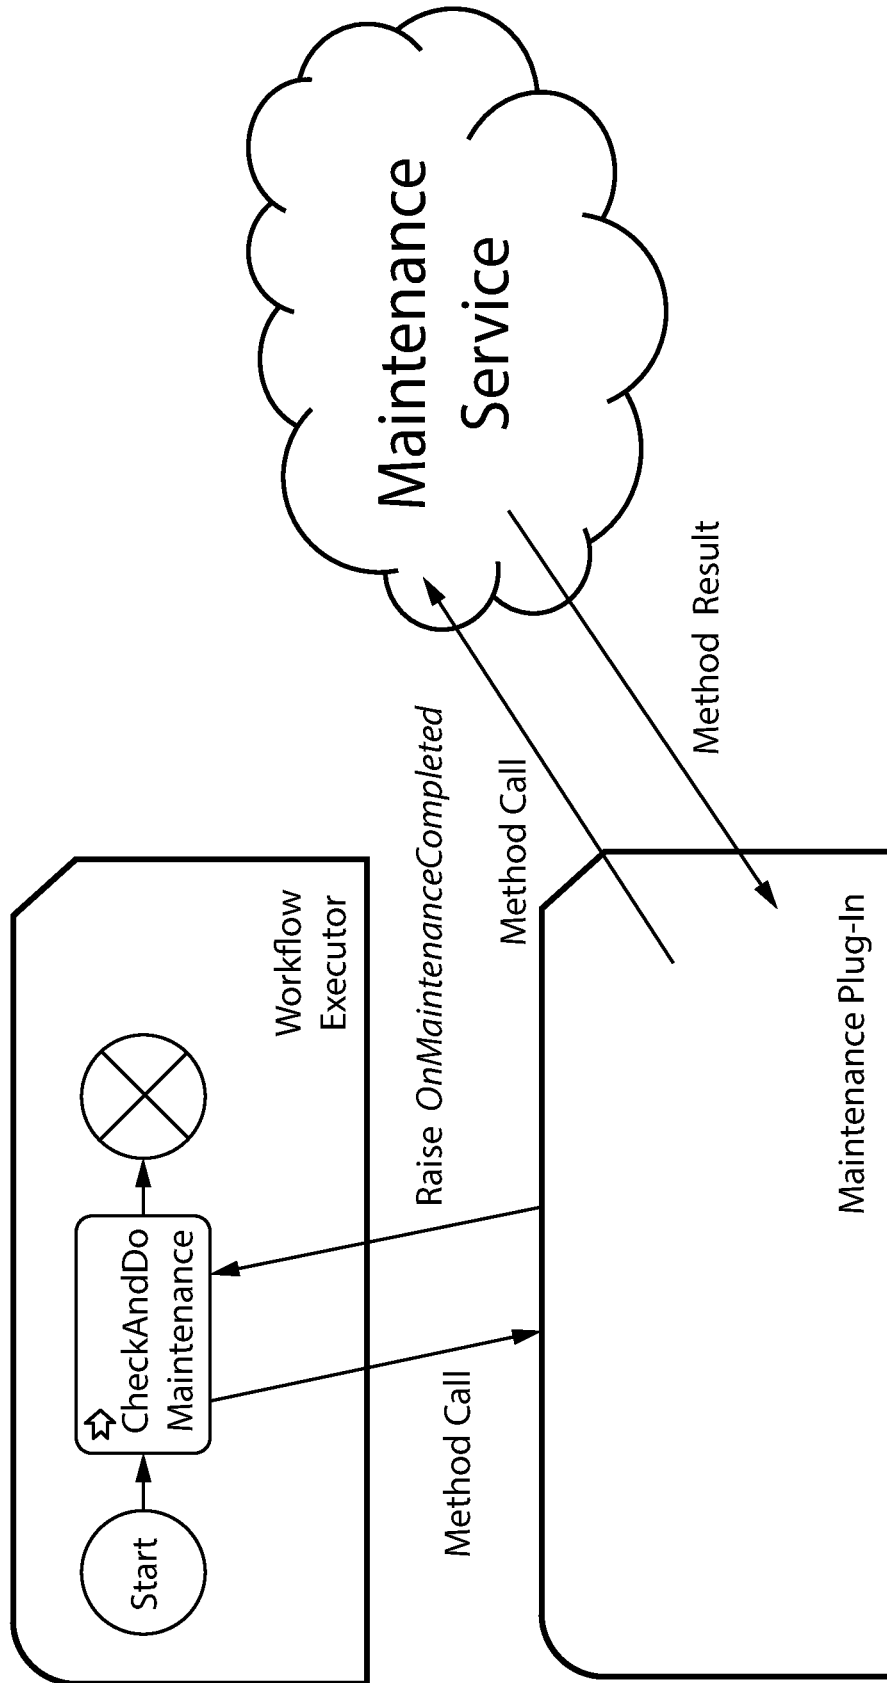 Start
CheckAndDo
Maintenance
Workflow
Executor
Method Call
Raise OnMaintenanceCompleted
Method Call
Maintenance
Service
Method Result
Maintenance Plug-In